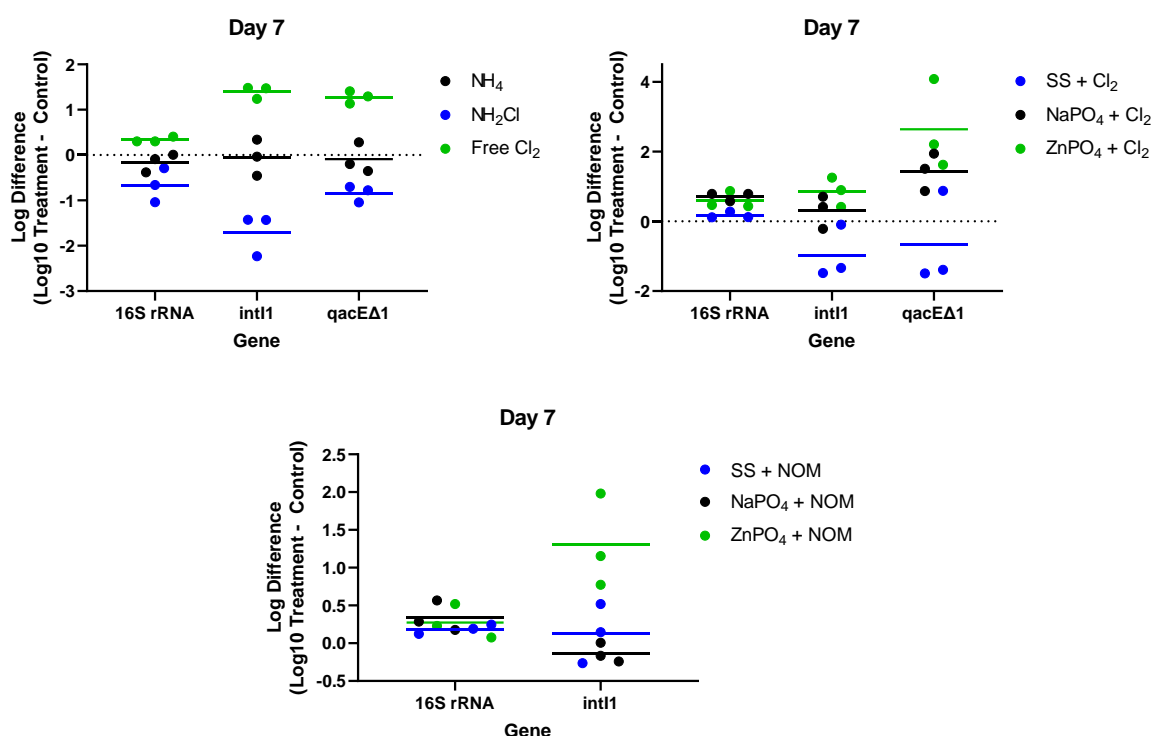 Day 7
Log Difference
(Log10 Treatment - Control)
2
1
0
-1
-2
-3
16S rRNA
intI1
qacEΔ1
Gene
NH4
NH2Cl
Free Cl2
Day 7
Log Difference
(Log10 Treatment - Control)
4
2
0
-2
16S rRNA
intI1
qacEΔ1
Gene
SS + Cl2
NaPO4 + Cl2
ZnPO4 + Cl2
Day 7
Log Difference
(Log10 Treatment - Control)
2.5
2.0
1.5
1.0
0.5
0.0
-0.5
16S rRNA
intI1
Gene
SS + NOM
NaPO4 + NOM
ZnPO4 + NOM